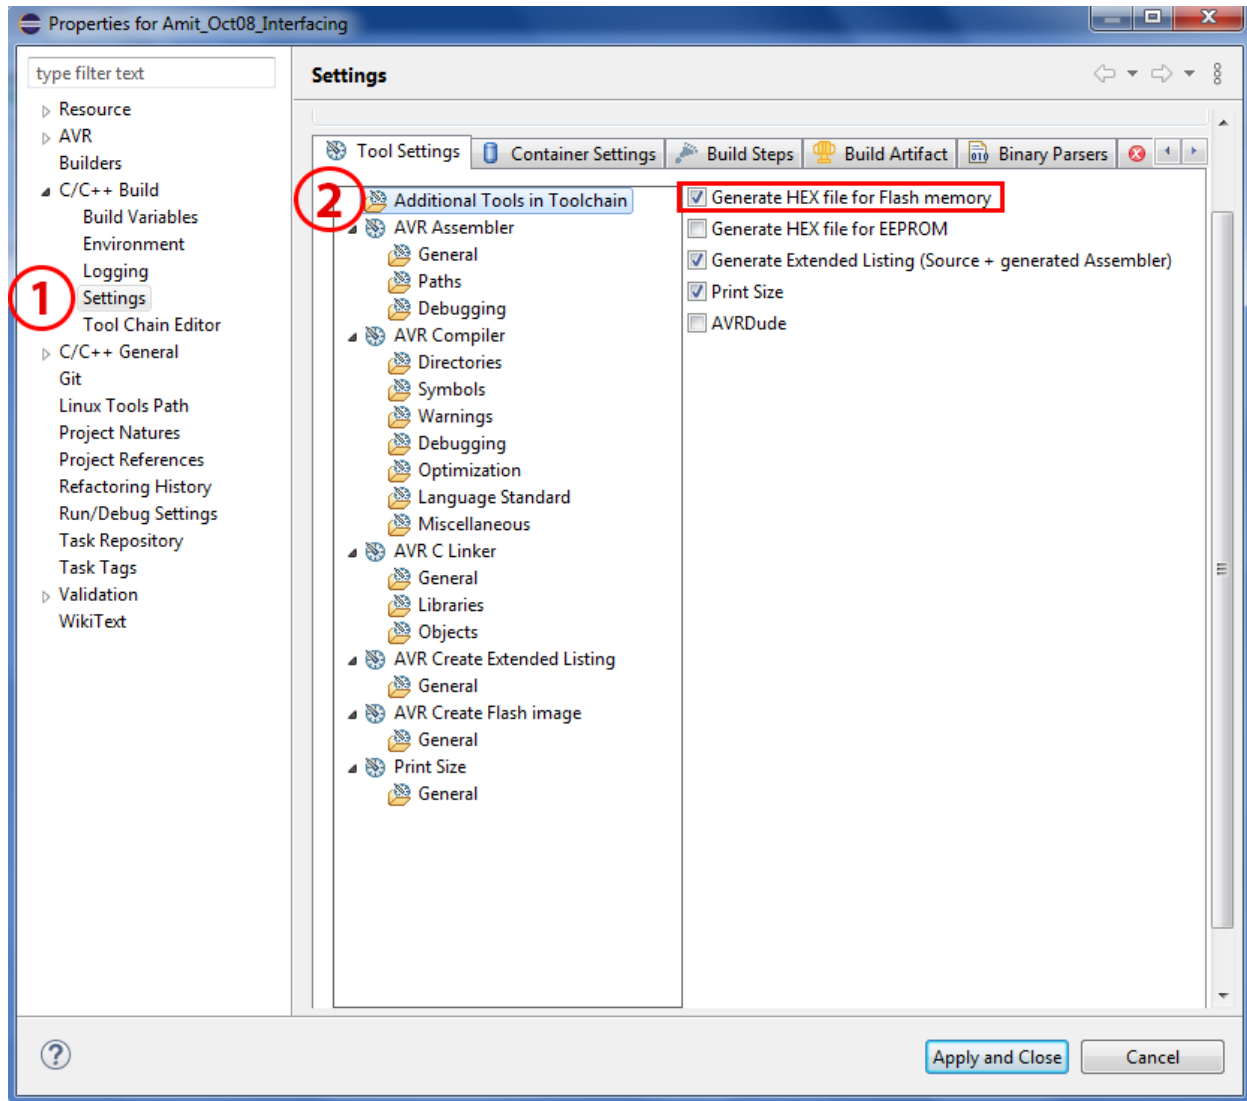 Properties for Amit_Oct08_Interfacing
type filter text
Resource
AVR
Builders
C/C++ Build
Build Variables
Environment
Logging
1
Settings
Tool Chain Editor
C/C++ General
Git
Linux Tools Path
Project Natures
Project References
Refactoring History
Run/Debug Settings
Task Repository
Task Tags
Validation
WikiText
Settings
Tool Settings
Container Settings
Build Steps
Build Artifact
010
Binary Parsers
2
Additional Tools in Toolchain
AVR Assembler
General
Paths
Debugging
AVR Compiler
Directories
Symbols
Warnings
Debugging
Optimization
Language Standard
Miscellaneous
AVR C Linker
General
Libraries
Objects
AVR Create Extended Listing
General
AVR Create Flash image
General
Print Size
General
Generate HEX file for Flash memory
Generate HEX file for EEPROM
Generate Extended Listing (Source + generated Assembler)
Print Size
AVRDude
?
Apply and Close
Cancel